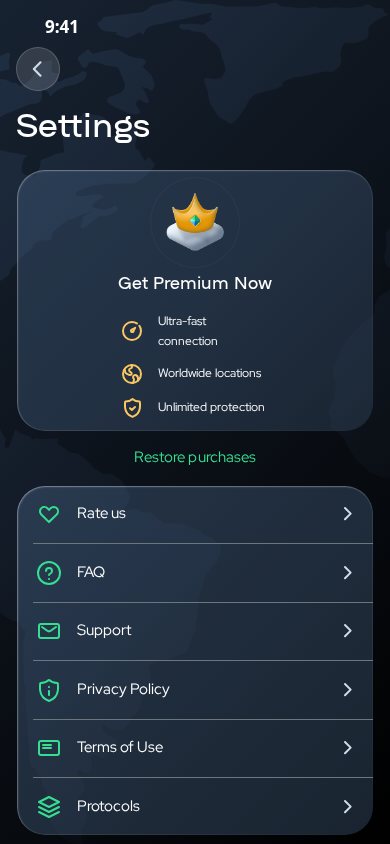 9:41
Settings
Get Premium Now
Ultra-fast
connection
Worldwide locations
Unlimited protection
Restore purchases
Rate us
FAQ
Support
Privacy Policy
Terms of Use
Protocols